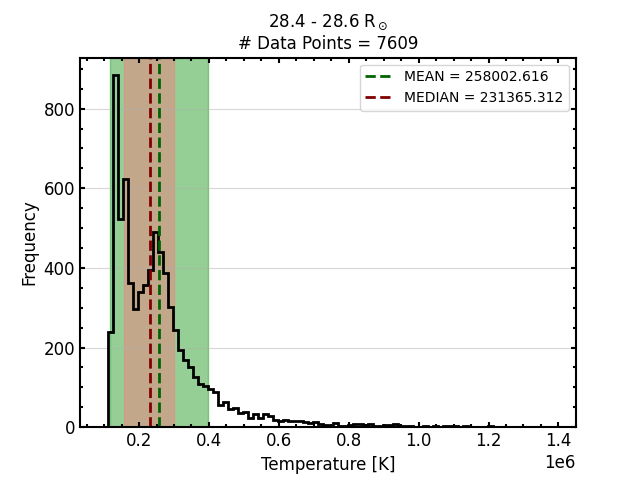 28.4 - 28.6 R⊙
# Data Points = 7609
MEAN = 258002.616
MEDIAN = 231365.312
Frequency
800
600
400
200
0
0.2 0.4 0.6 0.8 1.0 1.2 1.4
1e6
Temperature [K]